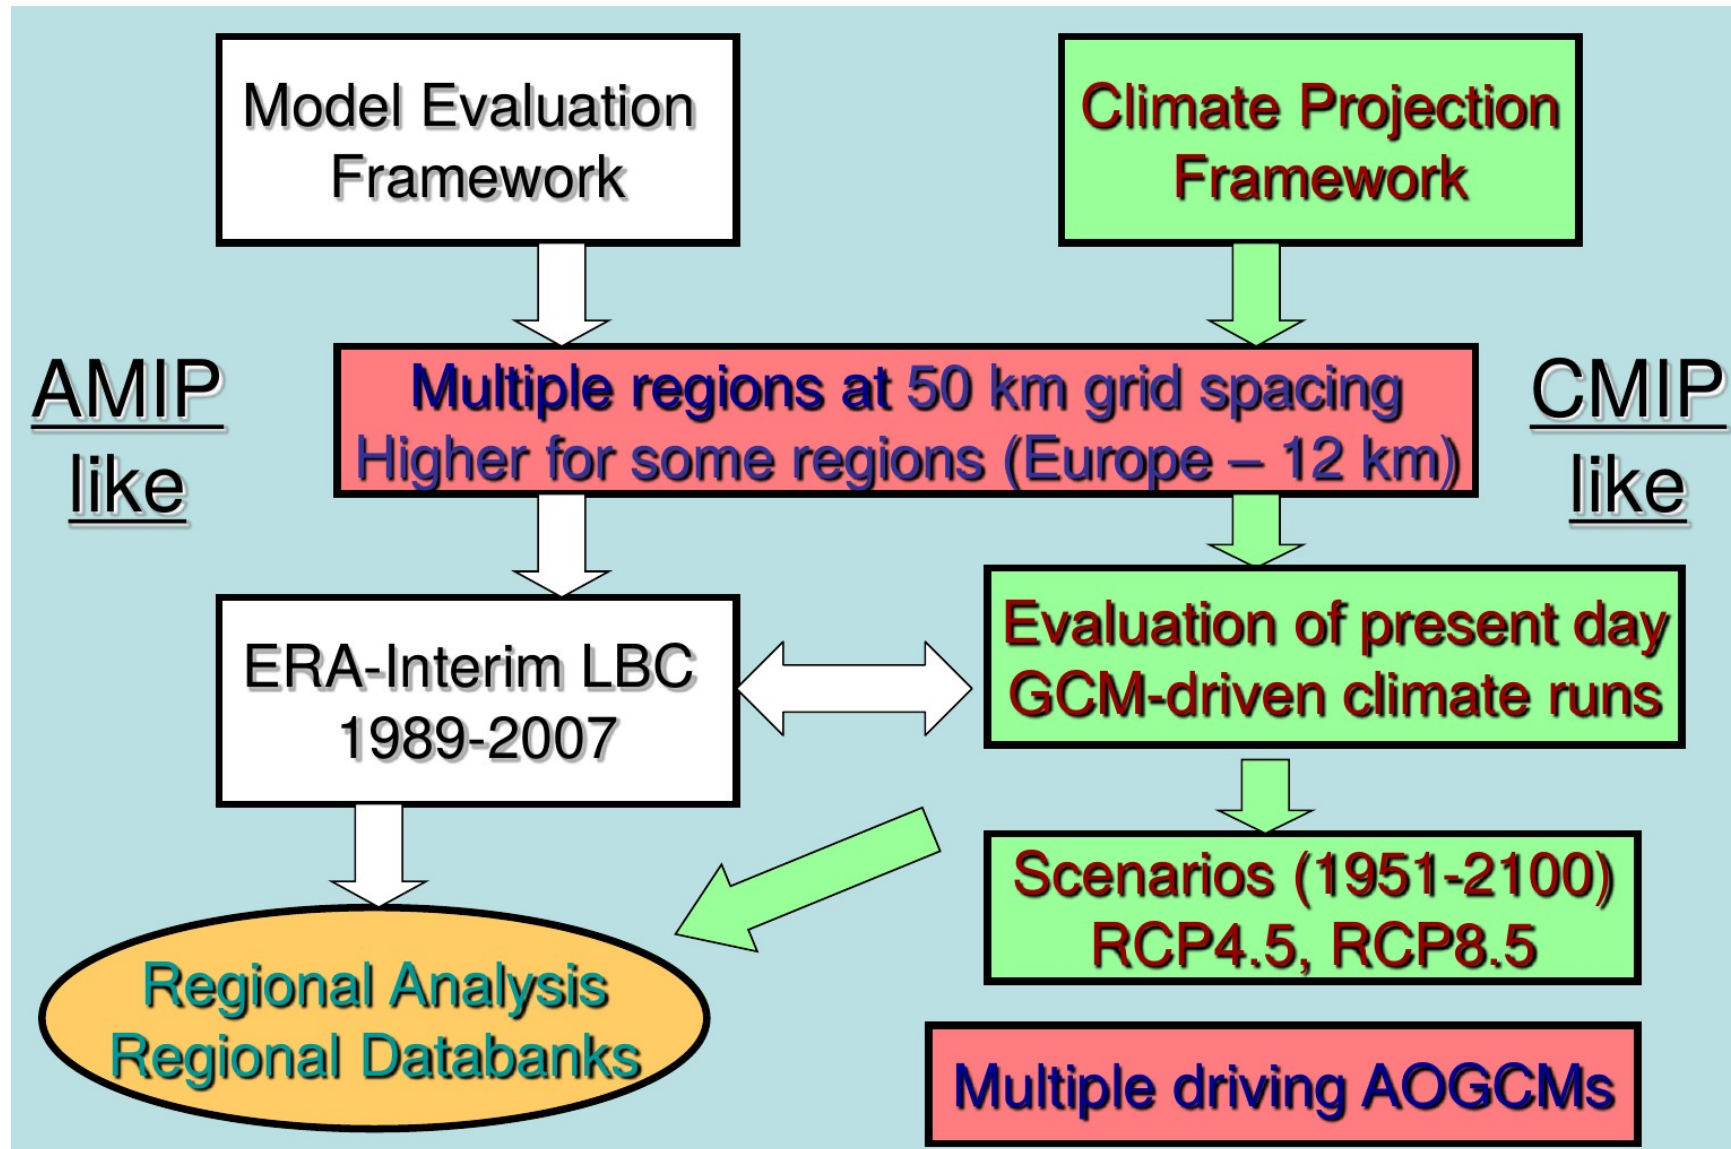 Model Evaluation
Framework
Climate Projection
Framework
AMIP
like
Multiple regions at 50 km grid spacing
Higher for some regions (Europe – 12 km)
CMIP
like
ERA-Interim LBC
1989-2007
Evaluation of present day
GCM-driven climate runs
Scenarios (1951-2100)
RCP4.5, RCP8.5
Regional Analysis
Regional Databanks
Multiple driving AOGCMs